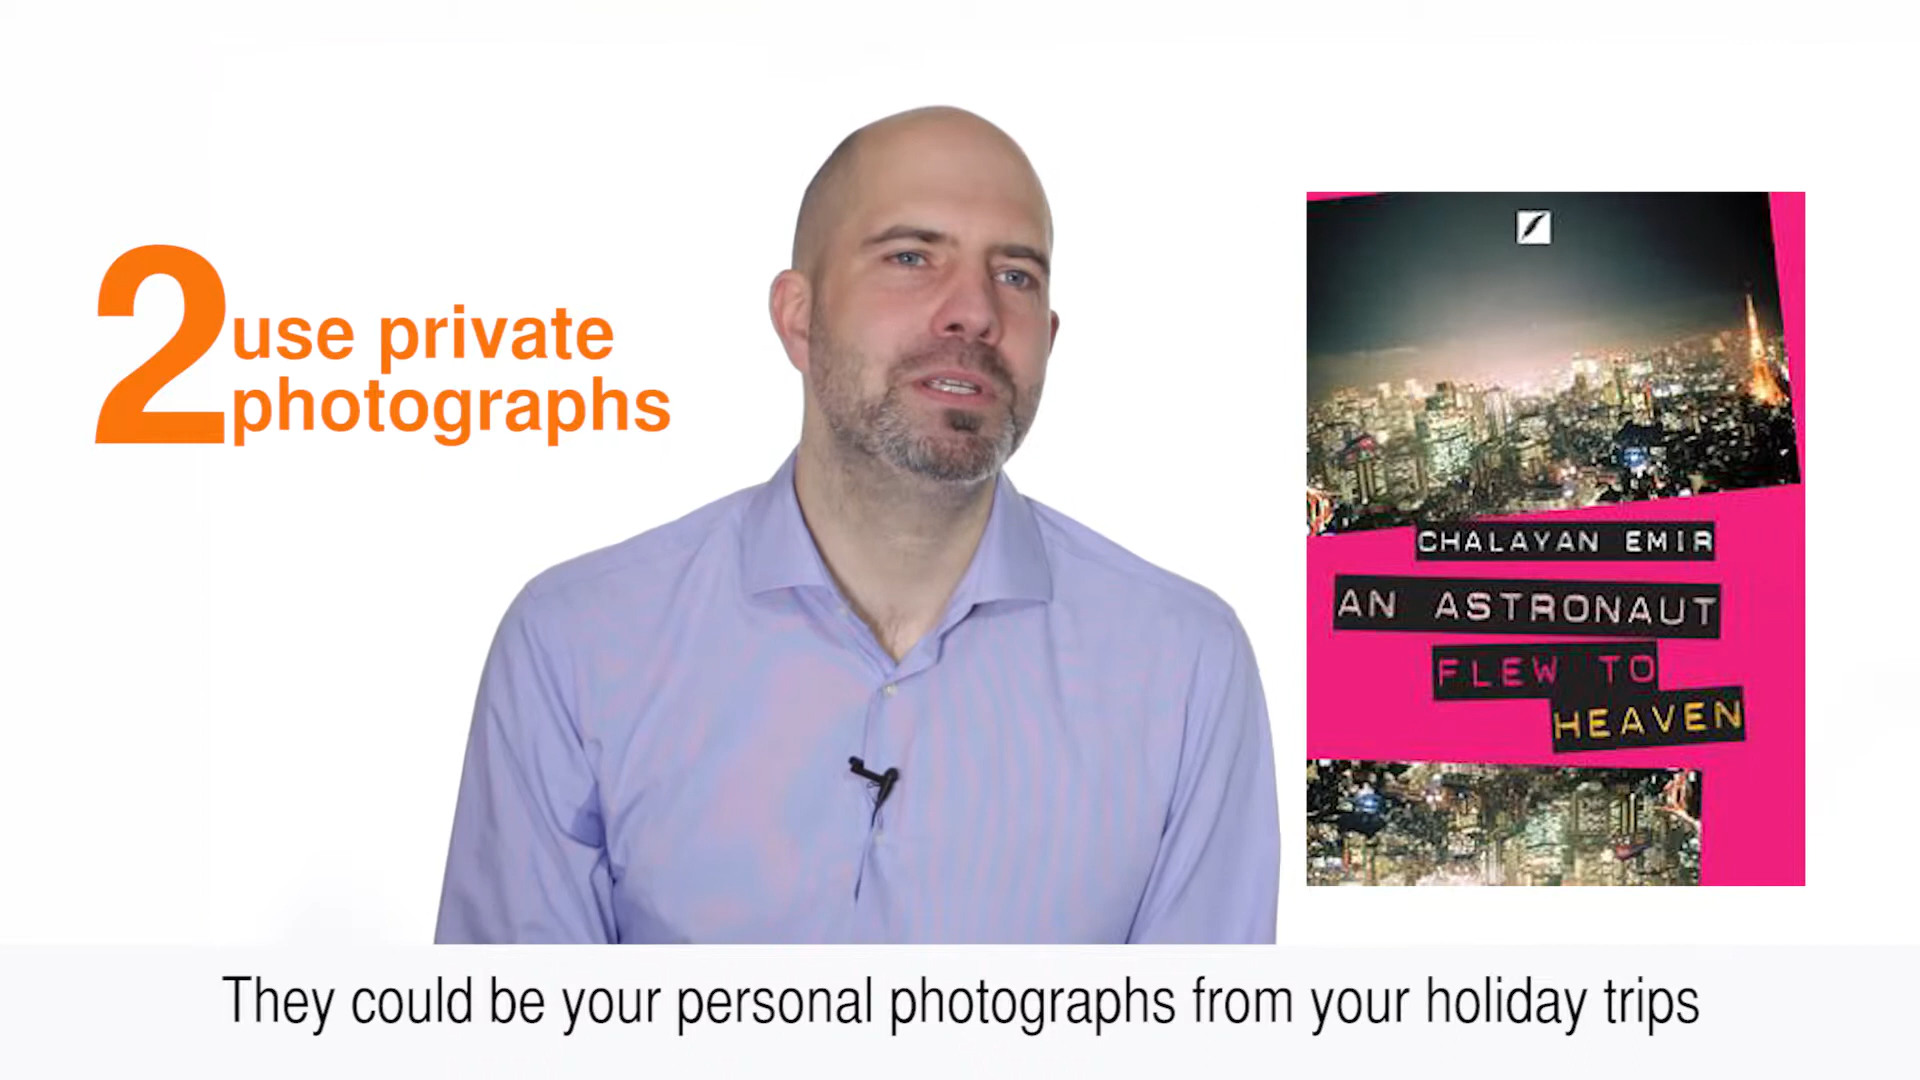 2
use private
photographs
CHALAYAN EMIR
AN ASTRONAUT
FLEW TO
HEAVEN
They could be your personal photographs from your holiday trips